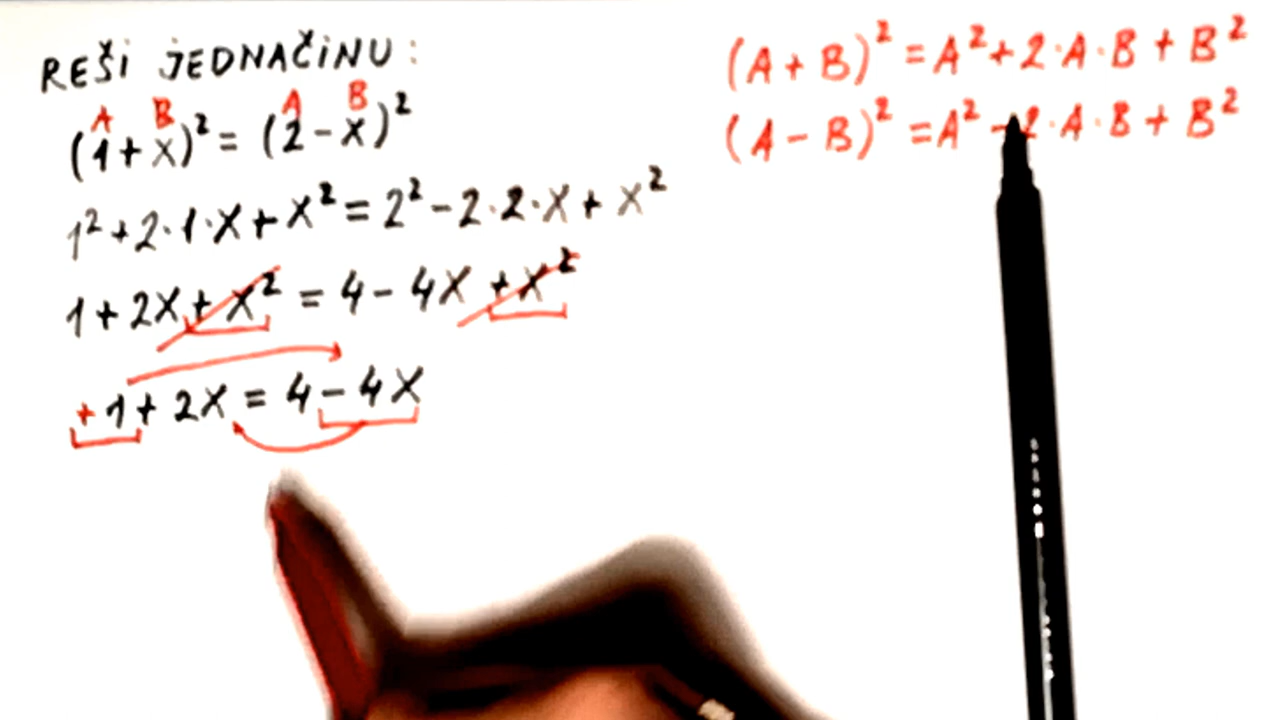 REŠI JEDNAČINU:
A B A B
(1+x)² = (2-x)²
1²+2·1·x+x² = 2²-2·2·x+x²
1+2x+x² = 4-4x+x²
+1+2x = 4-4x
(A+B)² = A²+2·A·B+B²
(A-B)² = A²-2·A·B+B²